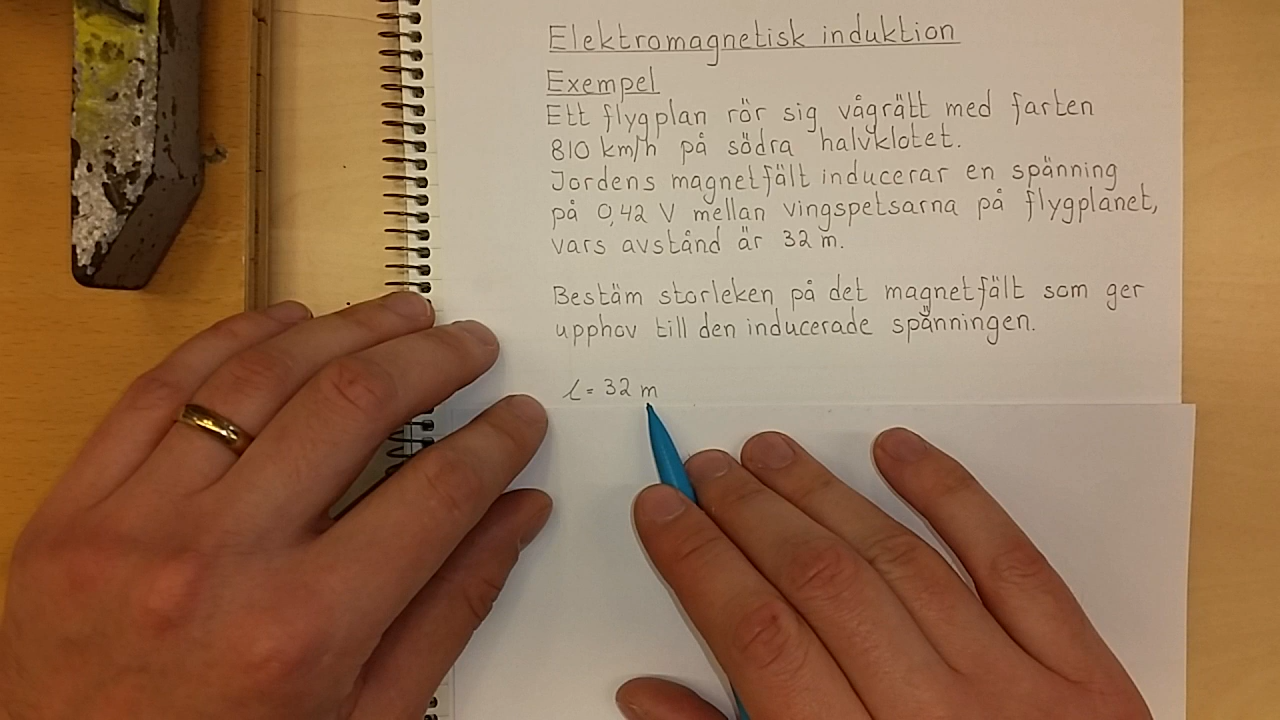 Elektromagnetisk induktion
Exempel
Ett flygplan rör sig vågrätt med farten
810 km/h på södra halvklotet.
Jordens magnetfält inducerar en spänning
på 0,42 V mellan vingspetsarna på flygplanet,
vars avstånd är 32 m.
Bestäm storleken på det magnetfält som ger
upphov till den inducerade spänningen.
l = 32 m